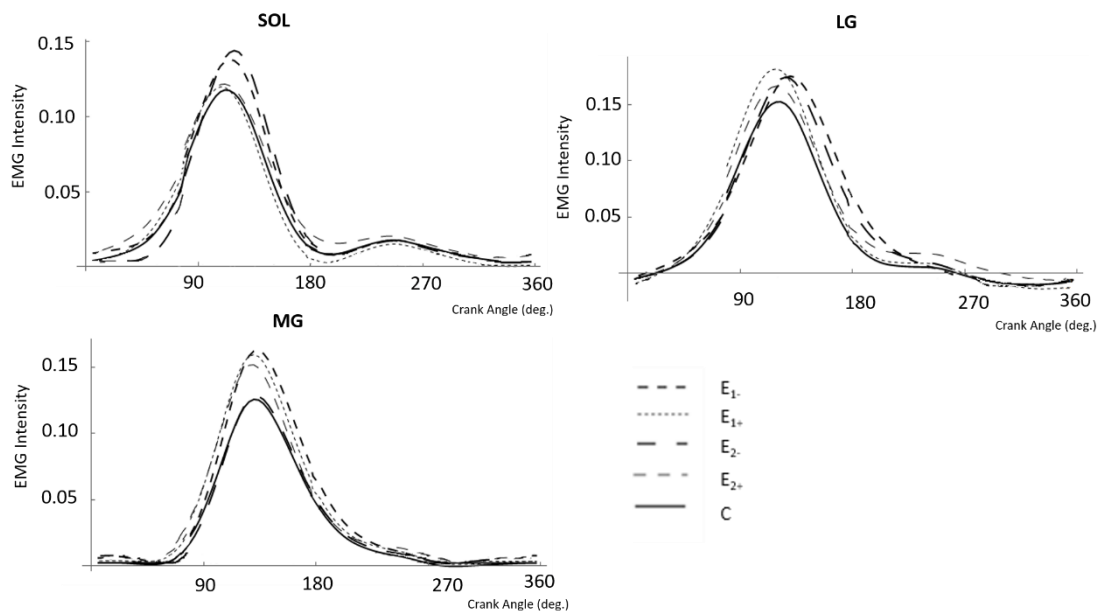 SOL
0.15
0.10
0.05
EMG Intensity
90
180
270
360
Crank Angle (deg.)
LG
0.15
0.10
0.05
EMG Intensity
90
180
270
360
Crank Angle (deg.)
MG
0.15
0.10
0.05
EMG Intensity
90
180
270
360
Crank Angle (deg.)
E1-
E1+
E2-
E2+
C